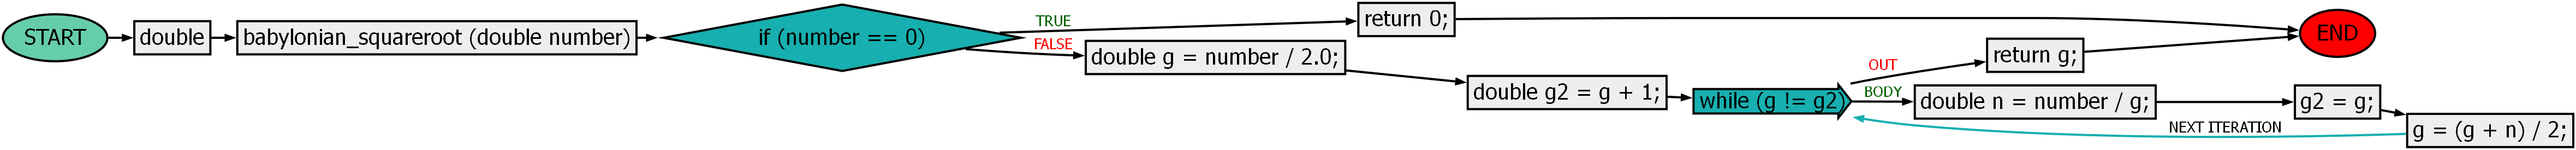 START
double
babylonian_squareroot (double number)
if (number == 0)
TRUE
return 0;
FALSE
double g = number / 2.0;
double g2 = g + 1;
while (g != g2)
OUT
return g;
END
BODY
double n = number / g;
g2 = g;
g = (g + n) / 2;
NEXT ITERATION